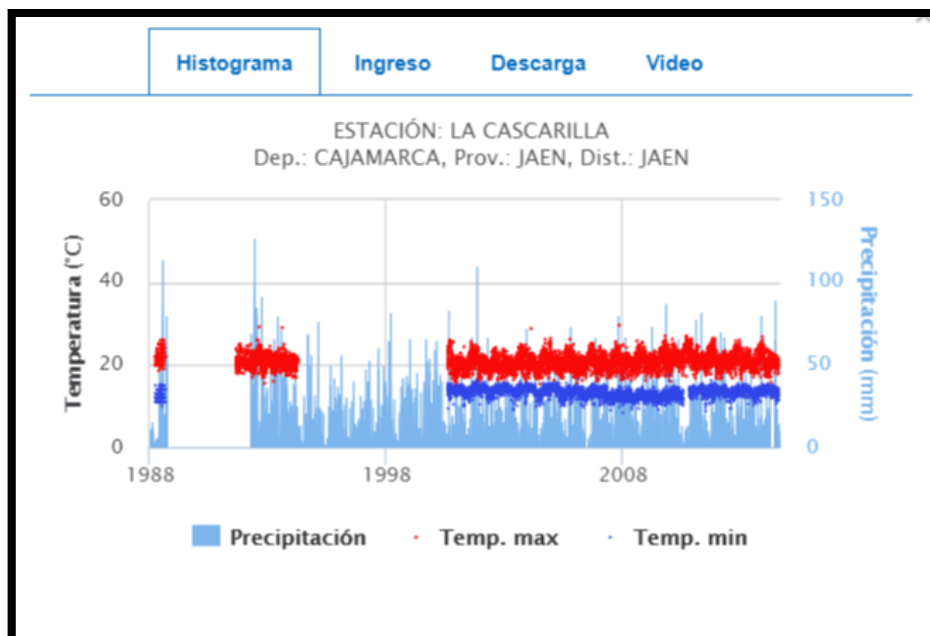 Histograma Ingreso Descarga Video
ESTACIÓN: LA CASCARILLA
Dep.: CAJAMARCA, Prov.: JAEN, Dist.: JAEN
Temperatura (°C)
60
40
20
0
150
100
50
0
Precipitación (mm)
1988 1998 2008
Precipitación Temp. max Temp. min